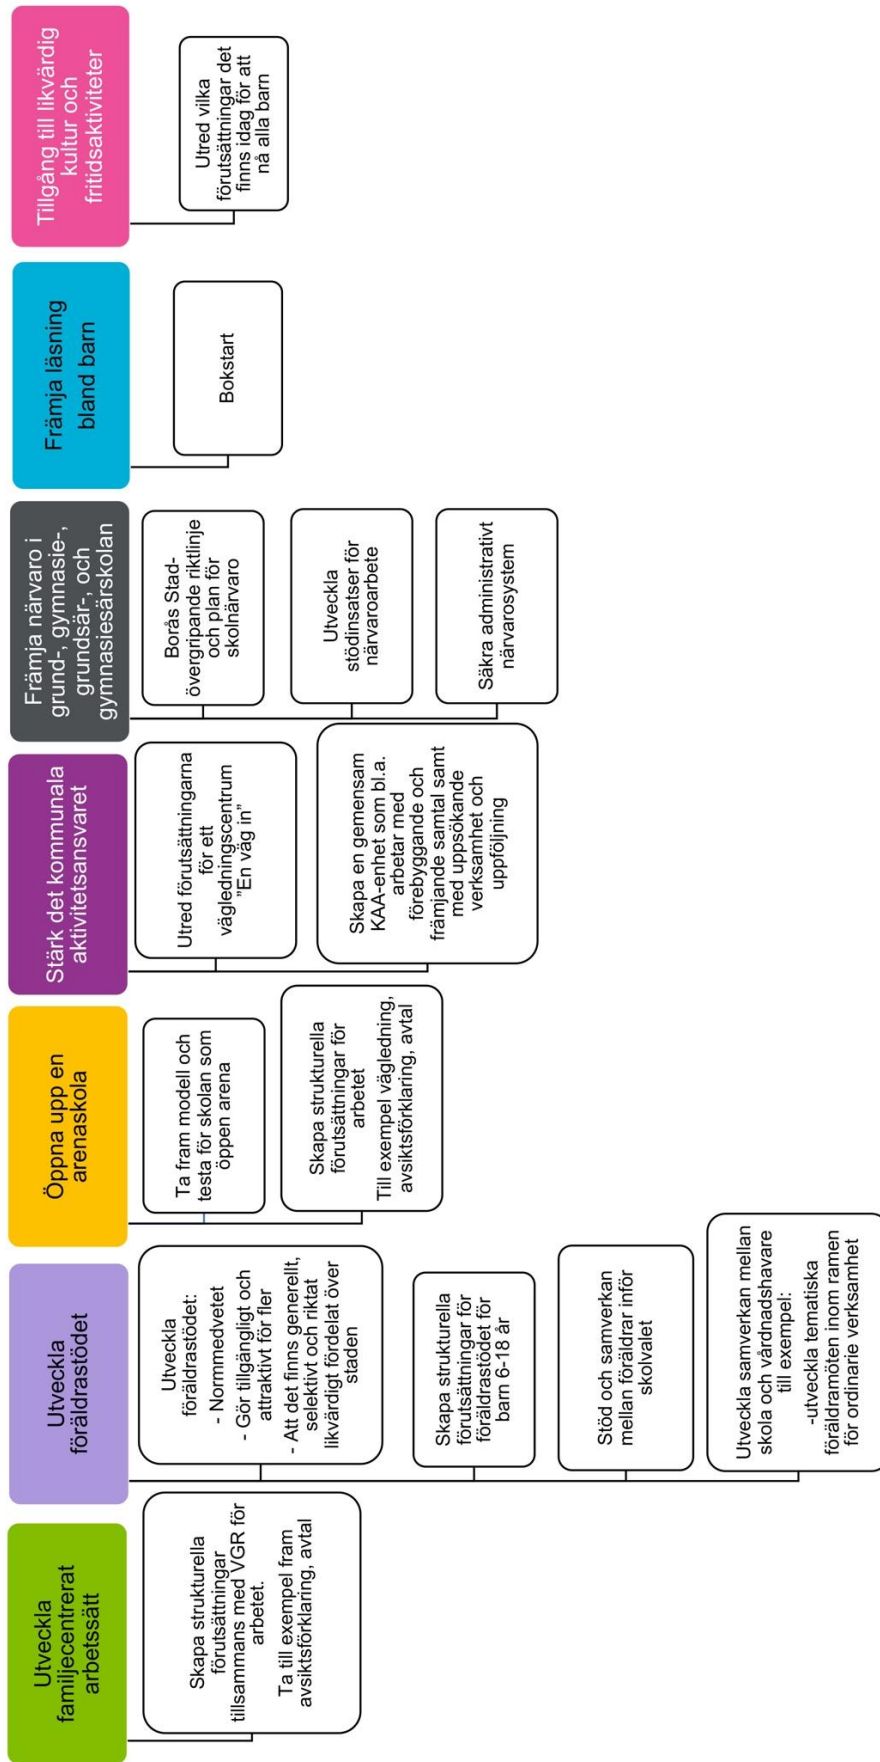 Utveckla
familjecentrerat
arbetssätt
Skapa strukturella
förutsättningar
tillsammans med VGR för
arbetet.
Ta till exempel fram
avsiktsförklaring, avtal
Utveckla
föräldrastödet
Utveckla
föräldrastödet:
- Normmedvetet
- Gör tillgängligt och
attraktivt för fler
- Att det finns generellt,
selektivt och riktat
likvärdigt fördelat över
staden
Skapa strukturella
förutsättningar för
föräldrastödet för
barn 6-18 år
Stöd och samverkan
mellan föräldrar inför
skolvalet
Utveckla samverkan mellan
skola och vårdnadshavare
till exempel:
-utveckla tematiska
föräldramöten inom ramen
för ordinarie verksamhet
Öppna upp en
arenaskola
Ta fram modell och
testa för skolan som
öppen arena
Skapa strukturella
förutsättningar för
arbetet
Till exempel vägledning,
avsiktsförklaring, avtal
Stärk det kommunala
aktivitetsansvaret
Utred förutsättningarna
för ett
vägledningscentrum
”En väg in”
Skapa en gemensam
KAA-enhet som bl.a.
arbetar med
förebyggande och
främjande samtal samt
med uppsökande
verksamhet och
uppföljning
Främja närvaro i
grund-, gymnasie-,
grundsär-, och
gymnasiesärskolan
Borås Stad-
övergripande riktlinje
och plan för
skolnärvaro
Utveckla
stödinsatser för
närvaroarbete
Säkra administrativt
närvarosystem
Främja läsning
bland barn
Bokstart
Tillgång till likvärdig
kultur och
fritidsaktiviteter
Utred vilka
förutsättningar det
finns idag för att
nå alla barn